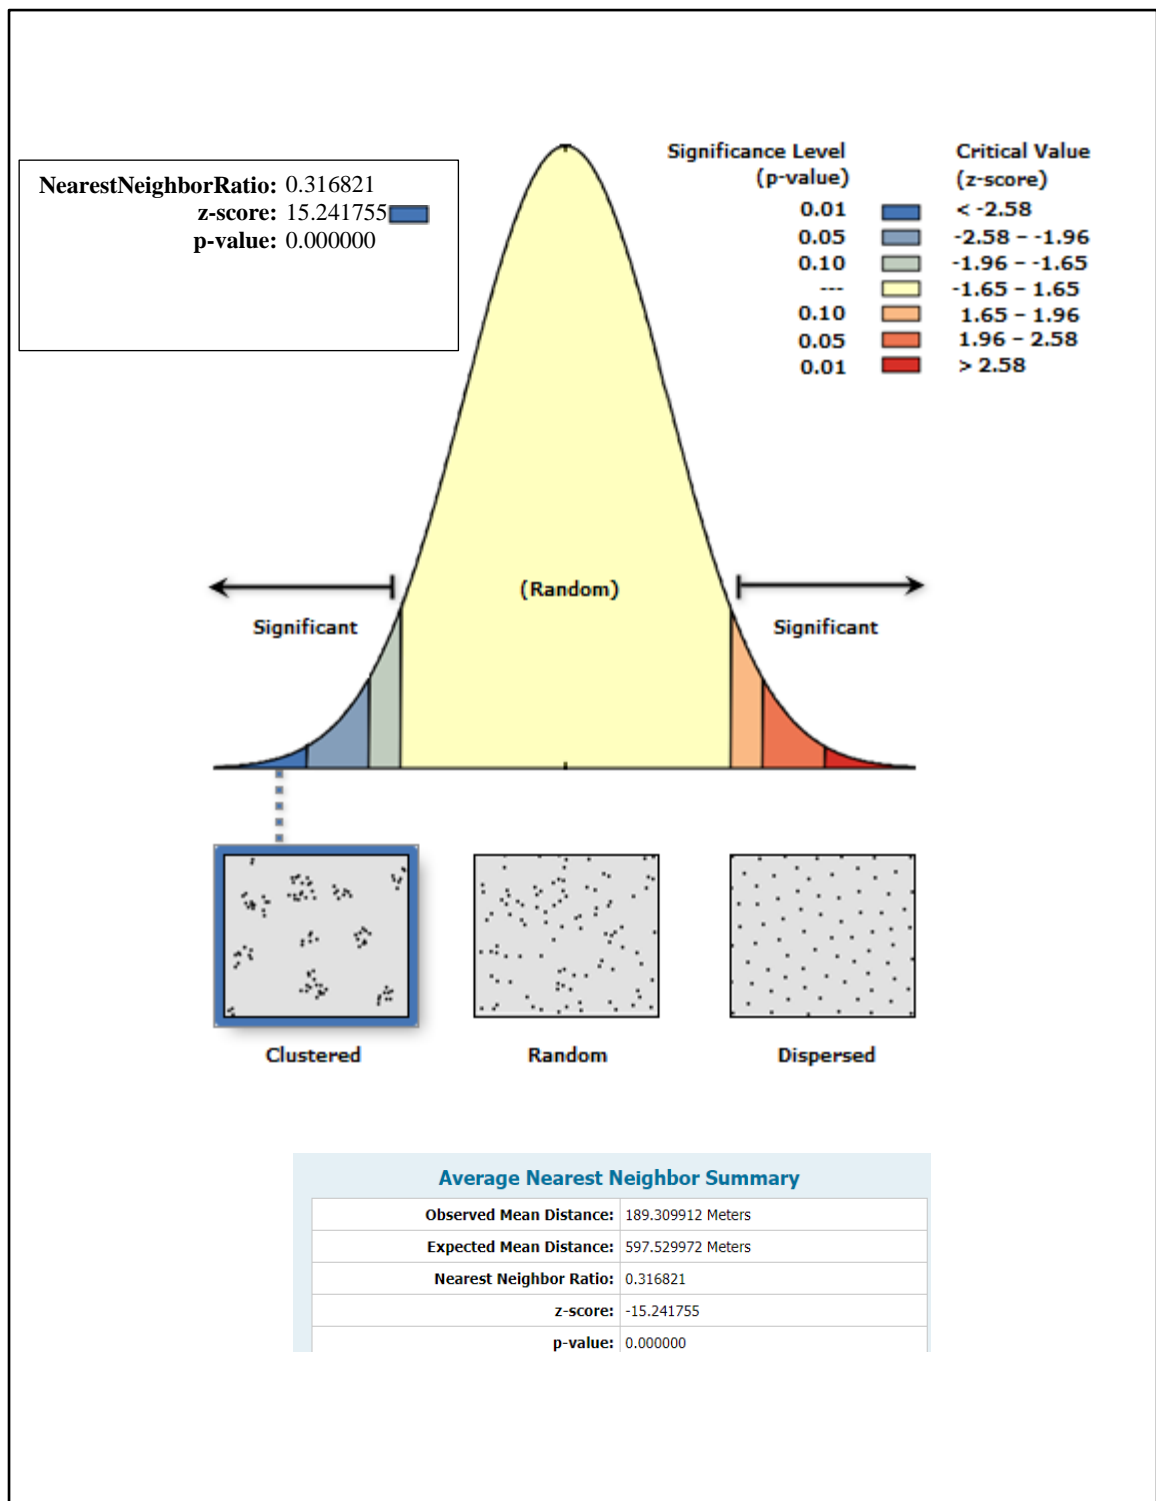 NearestNeighborRatio: 0.316821
z-score: 15.241755
p-value: 0.000000
Significance Level Critical Value
(p-value) (z-score)
0.01 < -2.58
0.05 -2.58 – -1.96
0.10 -1.96 – -1.65
--- -1.65 – 1.65
0.10 1.65 – 1.96
0.05 1.96 – 2.58
0.01 > 2.58
(Random)
Significant Significant
Clustered Random Dispersed
Average Nearest Neighbor Summary
Observed Mean Distance: 189.309912 Meters
Expected Mean Distance: 597.529972 Meters
Nearest Neighbor Ratio: 0.316821
z-score: -15.241755
p-value: 0.000000